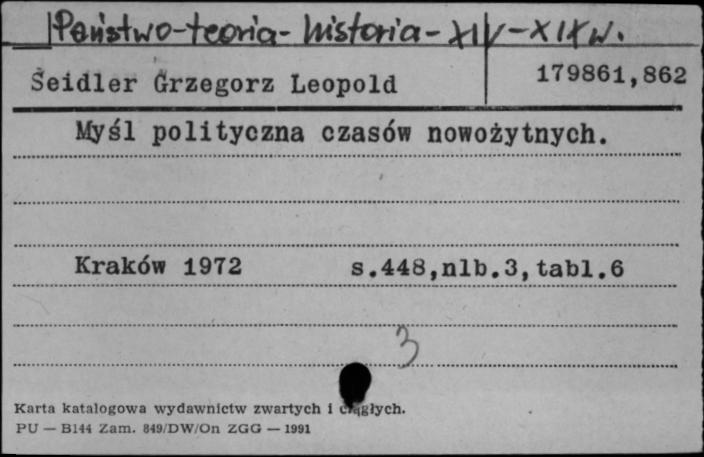 Państwo-teoria-historia-XIV-XIX w.
Seidler Grzegorz Leopold
179861,862
Myśl polityczna czasów nowożytnych.
Kraków 1972 s.448,nlb.3,tabl.6
3
Karta katalogowa wydawnictw zwartych i ciągłych.
PU — B144 Zam. 849/DW/On ZGG — 1991